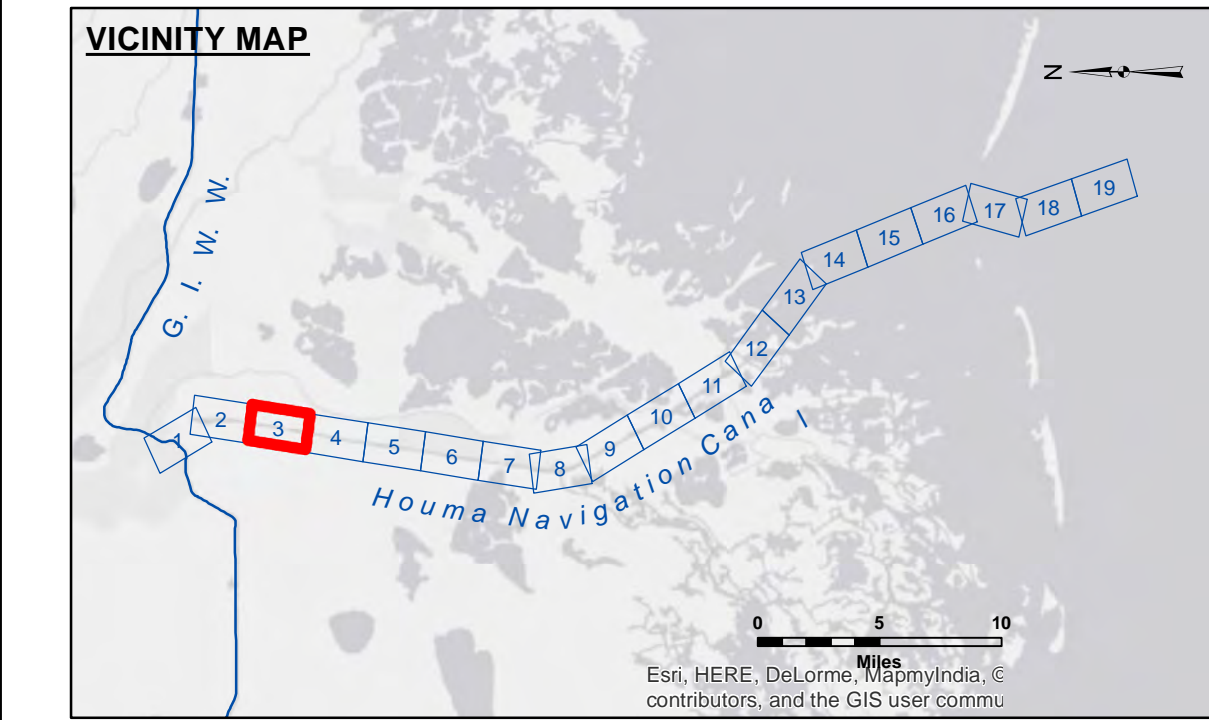 VICINITY MAP
N
G. I. W. W.
1
2
3
4
5
6
7
8
9
10
11
12
13
14
15
16
17
18
19
Houma Navigation Canal
0 5 10
Miles
Esri, HERE, DeLorme, MapmyIndia, ©
contributors, and the GIS user commu